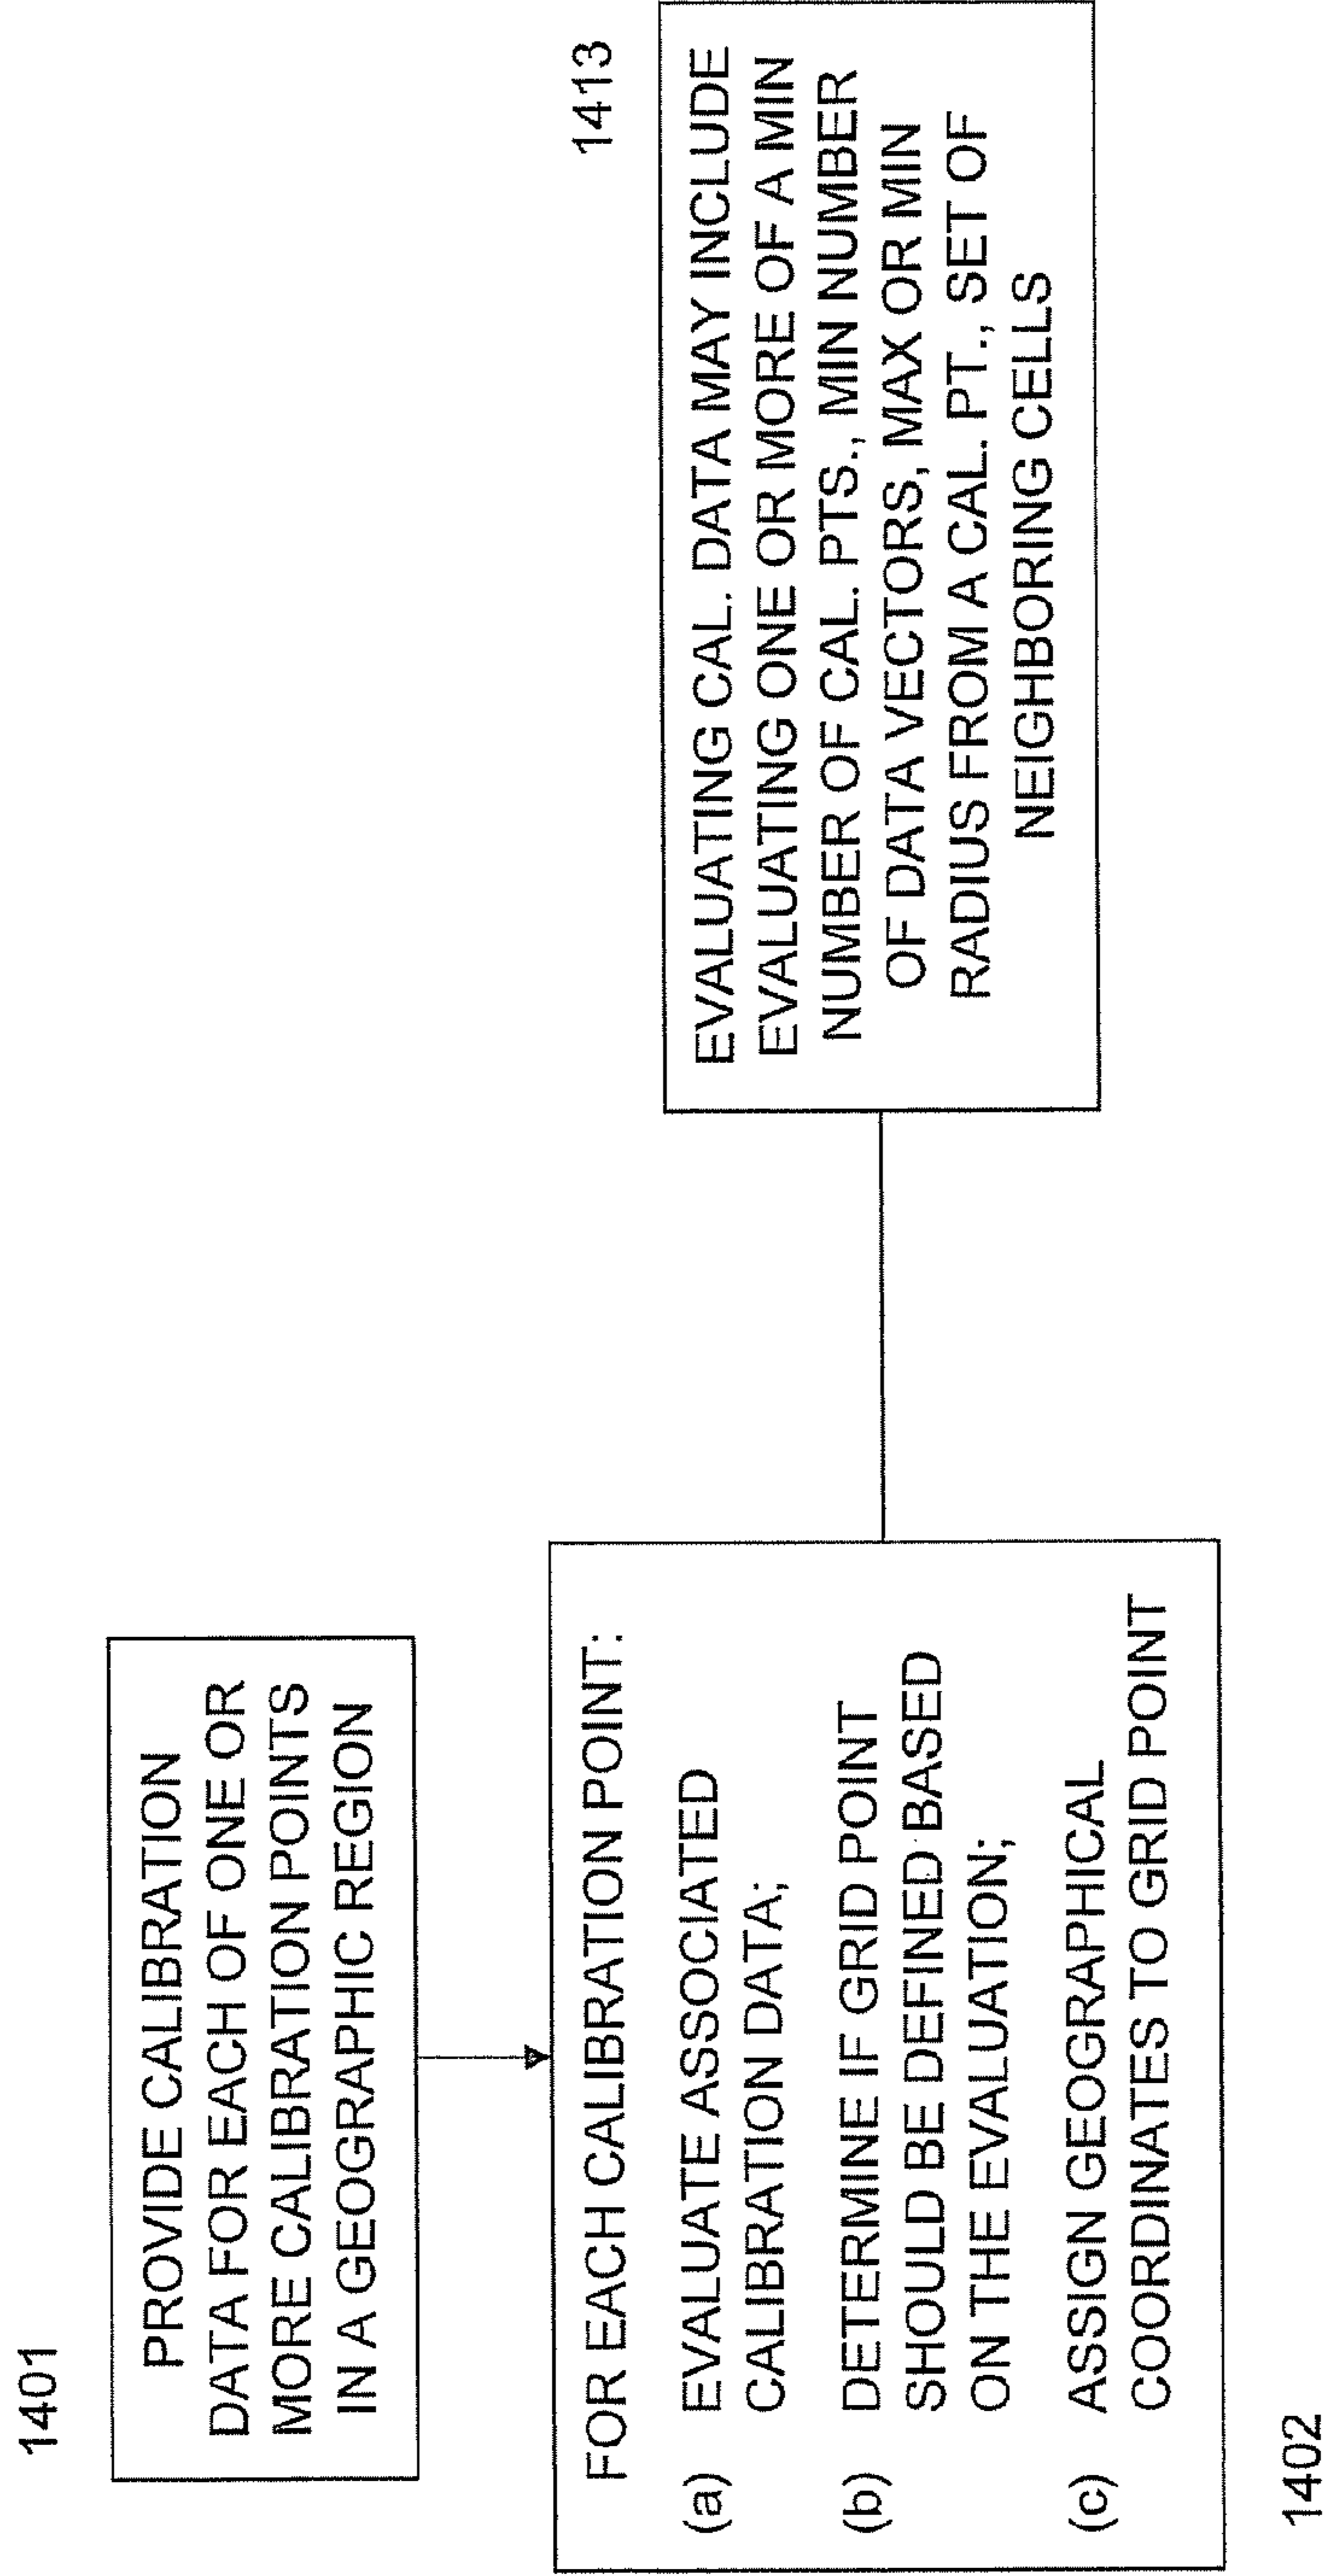 1401
PROVIDE CALIBRATION
DATA FOR EACH OF ONE OR
MORE CALIBRATION POINTS
IN A GEOGRAPHIC REGION
FOR EACH CALIBRATION POINT:
(a) EVALUATE ASSOCIATED
CALIBRATION DATA;
(b) DETERMINE IF GRID POINT
SHOULD BE DEFINED BASED
ON THE EVALUATION;
(c) ASSIGN GEOGRAPHICAL
COORDINATES TO GRID POINT
1402
1413
EVALUATING CAL. DATA MAY INCLUDE
EVALUATING ONE OR MORE OF A MIN
NUMBER OF CAL. PTS., MIN NUMBER
OF DATA VECTORS, MAX OR MIN
RADIUS FROM A CAL. PT., SET OF
NEIGHBORING CELLS